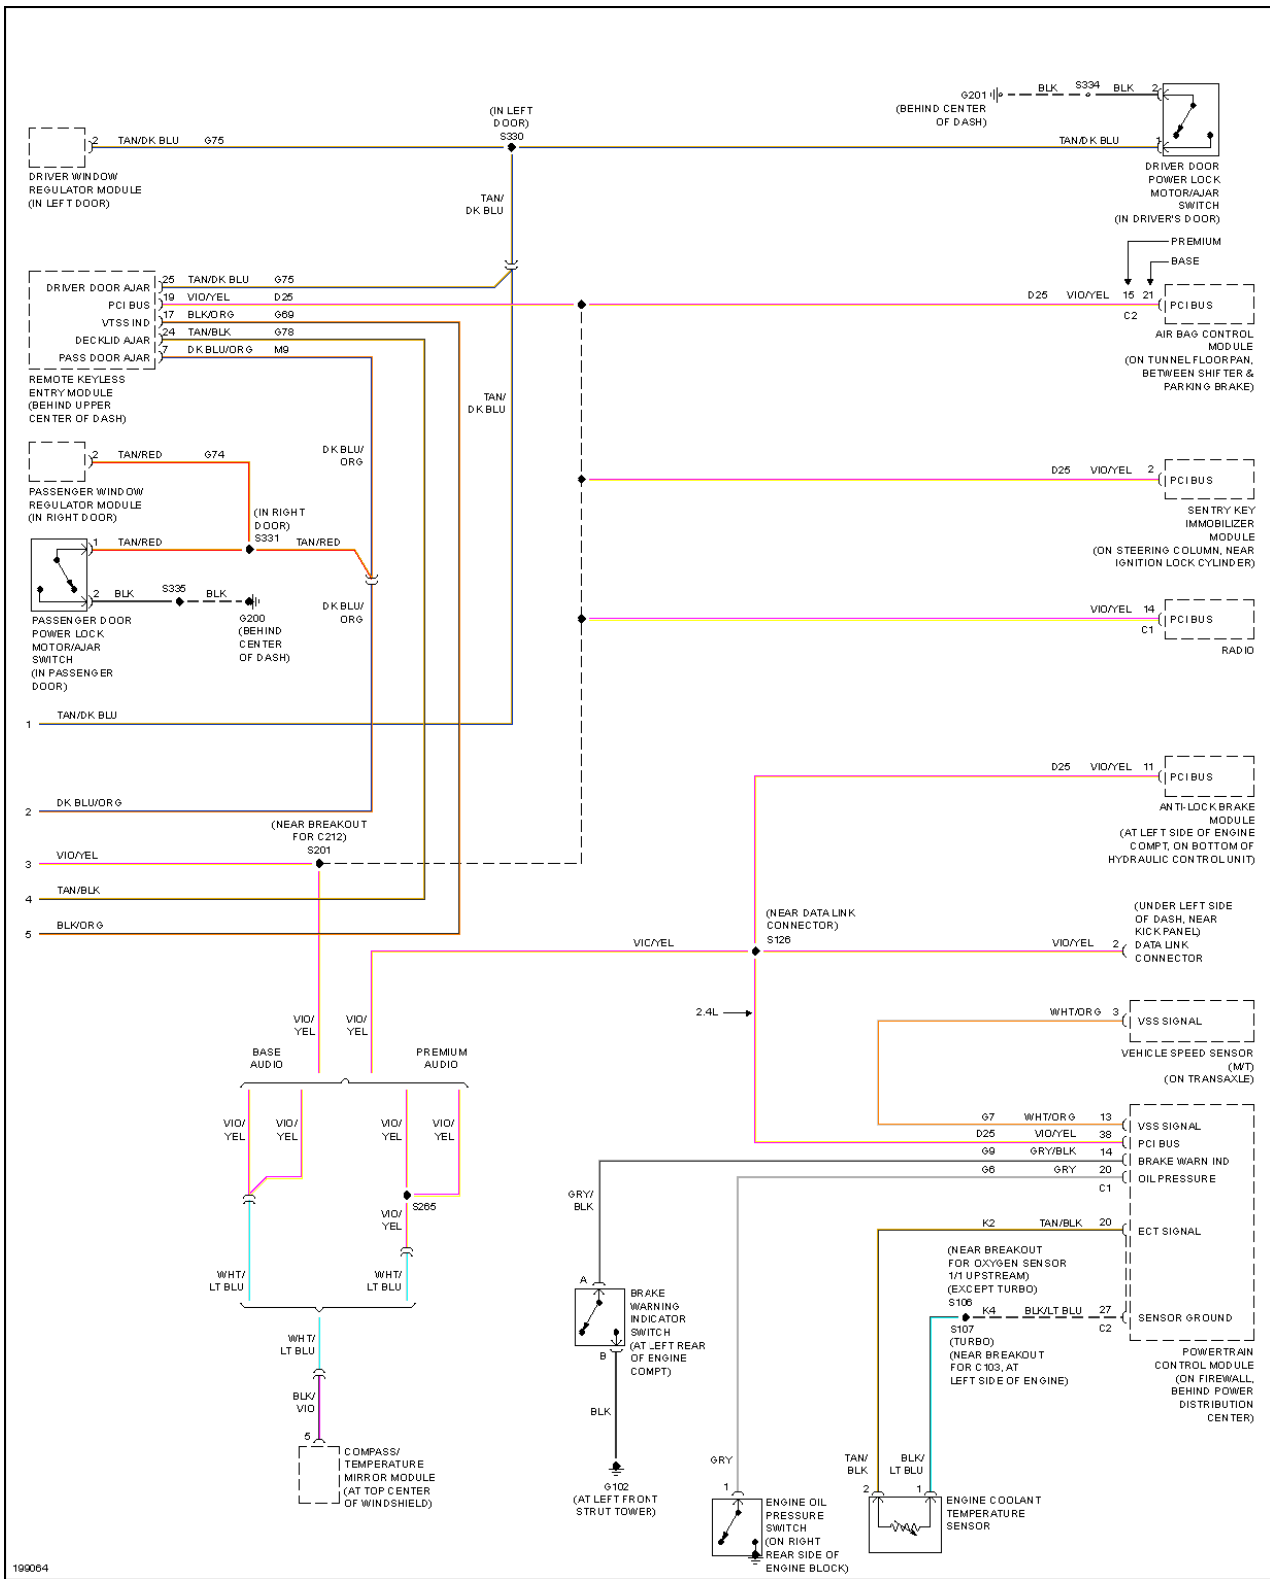 (IN LEFT
DOOR)
S330
G201
BLK
S334
BLK
2
(BEHIND CENTER
OF DASH)
2
TAN/DK BLU
G75
TAN/DK BLU
1
DRIVER WINDOW
REGULATOR MODULE
(IN LEFT DOOR)
DRIVER DOOR
POWER LOCK
MOTOR/AJAR
SWITCH
(IN DRIVER'S DOOR)
TAN/
DK BLU
PREMIUM
BASE
DRIVER DOOR AJAR
25
TAN/DK BLU
G75
PCI BUS
19
VIO/YEL
D25
VTSS IND
17
BLK/ORG
G69
DECKLID AJAR
24
TAN/BLK
G78
PASS DOOR AJAR
7
DK BLU/ORG
M9
REMOTE KEYLESS
ENTRY MODULE
(BEHIND UPPER
CENTER OF DASH)
D25
VIO/YEL
15
21
C2
PCI BUS
AIR BAG CONTROL
MODULE
(ON TUNNEL FLOORPAN,
BETWEEN SHIFTER &
PARKING BRAKE)
TAN/
DK BLU
DK BLU/
ORG
2
TAN/RED
G74
PASSENGER WINDOW
REGULATOR MODULE
(IN RIGHT DOOR)
(IN RIGHT
DOOR)
S331
D25
VIO/YEL
2
PCI BUS
SENTRY KEY
IMMOBILIZER
MODULE
(ON STEERING COLUMN, NEAR
IGNITION LOCK CYLINDER)
1
TAN/RED
TAN/RED
2
BLK
S335
BLK
DK BLU/
ORG
G200
(BEHIND
CENTER
OF DASH)
PASSENGER DOOR
POWER LOCK
MOTOR/AJAR
SWITCH
(IN PASSENGER
DOOR)
VIO/YEL
14
C1
PCI BUS
RADIO
1
TAN/DK BLU
D25
VIO/YEL
11
PCI BUS
ANTI-LOCK BRAKE
MODULE
(AT LEFT SIDE OF ENGINE
COMPT, ON BOTTOM OF
HYDRAULIC CONTROL UNIT)
2
DK BLU/ORG
(NEAR BREAKOUT
FOR C212)
S201
3
VIO/YEL
4
TAN/BLK
5
BLK/ORG
VIC/YEL
(NEAR DATA LINK
CONNECTOR)
S126
VIO/YEL
2
(UNDER LEFT SIDE
OF DASH, NEAR
KICK PANEL)
DATA LINK
CONNECTOR
2.4L
VIO/
YEL
VIO/
YEL
WHT/ORG
3
VSS SIGNAL
VEHICLE SPEED SENSOR
(M/T)
(ON TRANSAXLE)
BASE
AUDIO
PREMIUM
AUDIO
VIO/
YEL
VIO/
YEL
VIO/
YEL
VIO/
YEL
G7
WHT/ORG
13
VSS SIGNAL
D25
VIO/YEL
38
PCI BUS
G9
GRY/BLK
14
BRAKE WARN IND
G6
GRY
20
OIL PRESSURE
C1
K2
TAN/BLK
20
ECT SIGNAL
S265
VIO/
YEL
GRY/
BLK
(NEAR BREAKOUT
FOR OXYGEN SENSOR
1/1 UPSTREAM)
(EXCEPT TURBO)
S106
K4
BLK/LT BLU
27
SENSOR GROUND
C2
S107
(TURBO)
(NEAR BREAKOUT
FOR C103, AT
LEFT SIDE OF ENGINE)
WHT/
LT BLU
WHT/
LT BLU
POWERTRAIN
CONTROL MODULE
(ON FIREWALL,
BEHIND POWER
DISTRIBUTION
CENTER)
A
BRAKE
WARNING
INDICATOR
SWITCH
(AT LEFT REAR
OF ENGINE
COMPT)
B
WHT/
LT BLU
BLK/
VIO
BLK
5
COMPASS/
TEMPERATURE
MIRROR MODULE
(AT TOP CENTER
OF WINDSHIELD)
G102
(AT LEFT FRONT
STRUT TOWER)
GRY
1
ENGINE OIL
PRESSURE
SWITCH
(ON RIGHT
REAR SIDE OF
ENGINE BLOCK)
TAN/
BLK
BLK/
LT BLU
2
1
ENGINE COOLANT
TEMPERATURE
SENSOR
199064